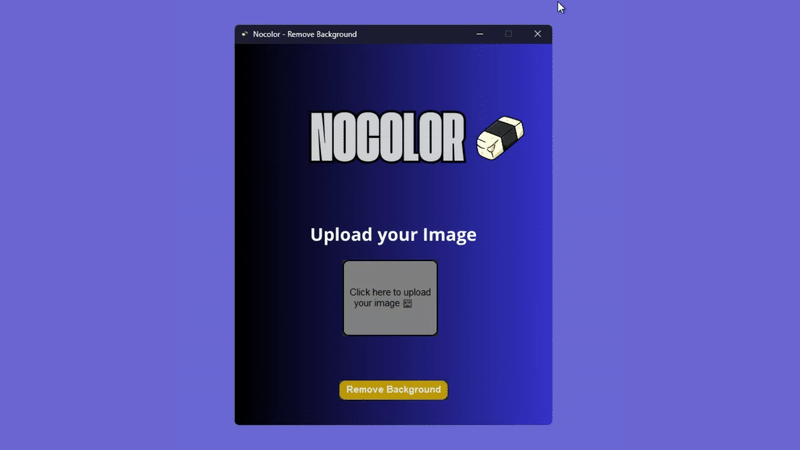 Nocolor - Remove Background
NOCOLOR
Upload your Image
Click here to upload
your image
Remove Background